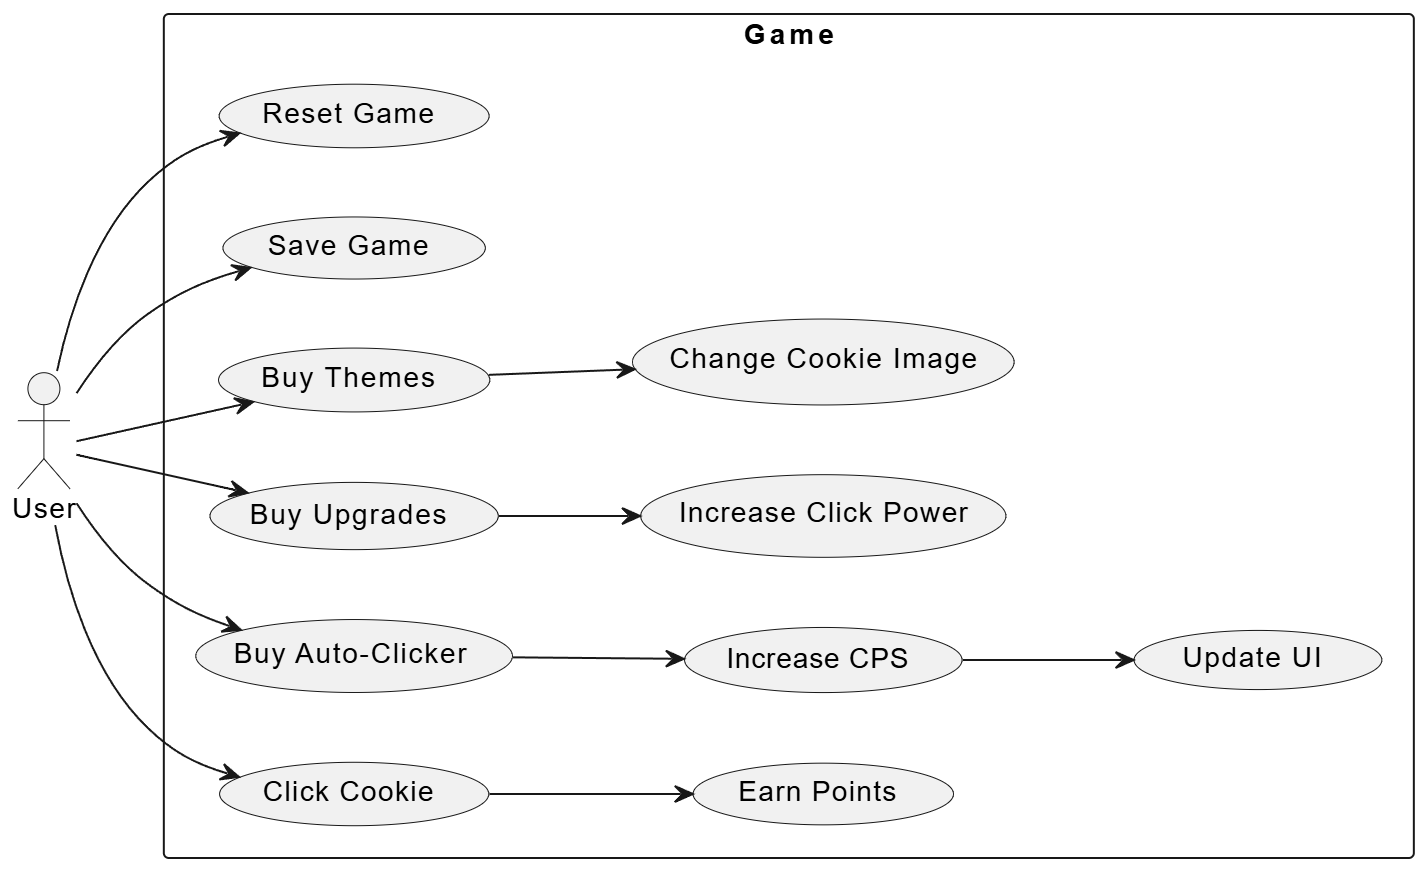 Game
Reset Game
Save Game
Buy Themes
Change Cookie Image
User
Buy Upgrades
Increase Click Power
Buy Auto-Clicker
Increase CPS
Update UI
Click Cookie
Earn Points